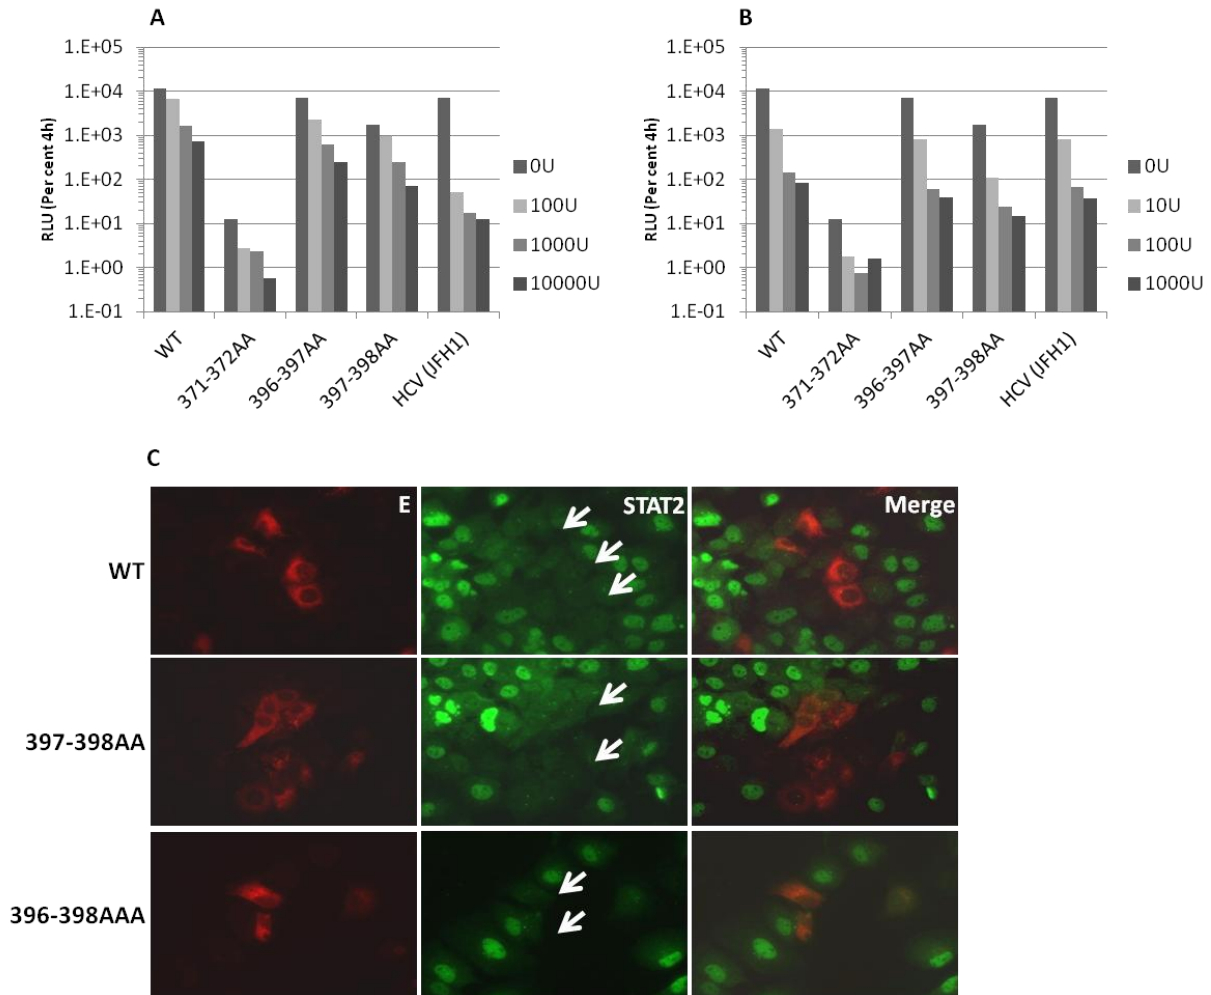 A
RLU (Per cent 4h)
1.E+05
1.E+04
1.E+03
1.E+02
1.E+01
1.E+00
1.E-01
WT
371-372AA
396-397AA
397-398AA
HCV (JFH1)
0U
100U
1000U
10000U
B
RLU (Per cent 4h)
1.E+05
1.E+04
1.E+03
1.E+02
1.E+01
1.E+00
1.E-01
WT
371-372AA
396-397AA
397-398AA
HCV (JFH1)
0U
10U
100U
1000U
C
E
STAT2
Merge
WT
397-398AA
396-398AAA